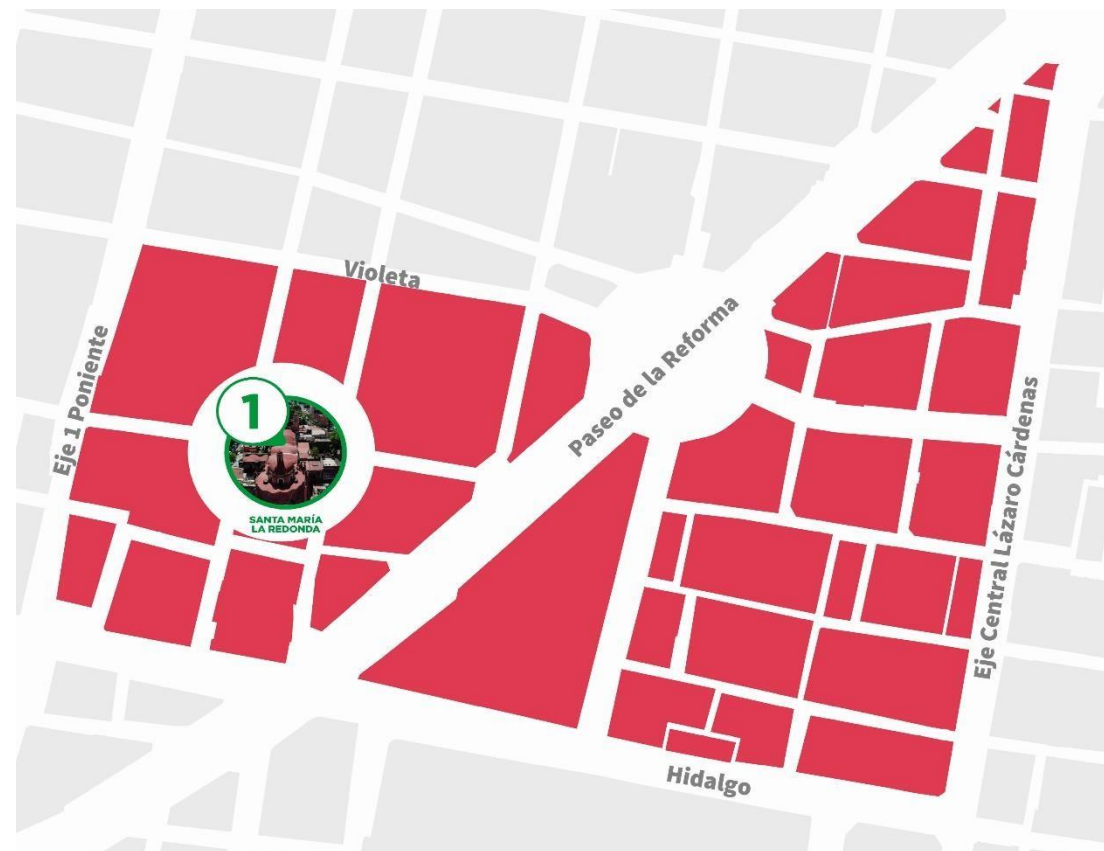 Violeta
Eje 1 Poniente
Paseo de la Reforma
1
SANTA MARÍA
LA REDONDA
Eje Central Lázaro Cárdenas
Hidalgo